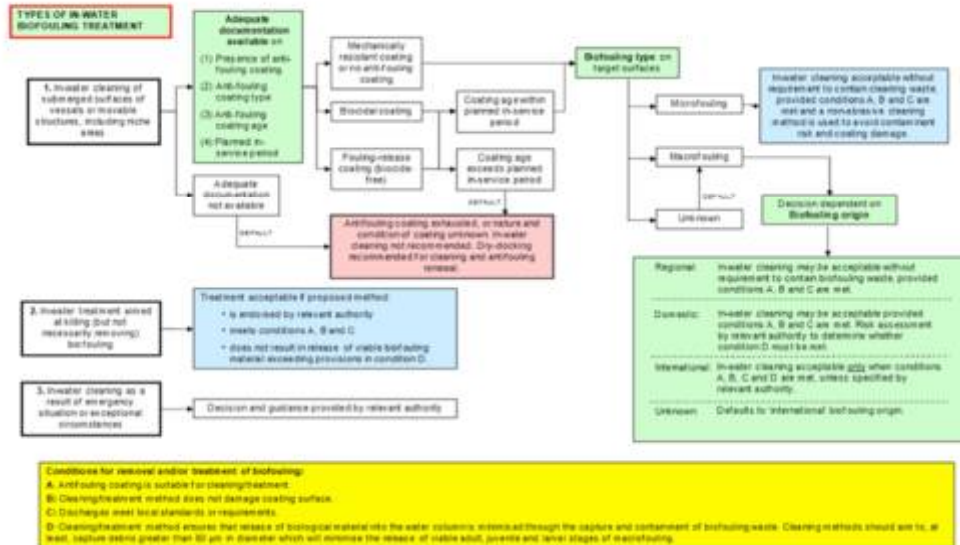 TYPES OF IN-WATER
BIOFOULING TREATMENT
1. In-water cleaning of
submerged surfaces of
vessels or movable
structures, including niche
areas
Adequate
documentation
available on
(1) Presence of anti-
fouling coating
(2) Anti-fouling
coating type
(3) Anti-fouling
coating age
(4) Planned in-
service period
Adequate
documentation
not available
DEFAULT
Mechanically
resistant coating
or no anti-fouling
coating
Biocidal coating
Fouling-release
coating (biocide-
free)
Coating age within
planned in-service
period
Coating age
exceeds planned
in-service period
DEFAULT
Antifouling coating exhausted, or nature and
condition of coating unknown. In-water
cleaning not recommended. Dry-docking
recommended for cleaning and antifouling
renewal.
Biofouling type on
target surfaces
Microfouling
In-water cleaning acceptable without
requirement to contain cleaning waste,
provided conditions A, B and C are
met and a non-abrasive cleaning
method is used to avoid contaminant
risk and coating damage.
Macrofouling
DEFAULT
Unknown
Decision dependent on
Biofouling origin
Regional: In-water cleaning may be acceptable without
requirement to contain biofouling waste, provided
conditions A, B and C are met.
Domestic: In-water cleaning may be acceptable
provided conditions A, B and C are met. Risk assessment
by relevant authority to determine whether
condition D must be met.
International: In-water cleaning acceptable only when conditions
A, B, C and D are met, unless specified by
relevant authority.
Unknown Defaults to International biofouling origin.
2. In-water treatment aimed
at killing (but not
necessarily removing)
biofouling
Treatment acceptable if proposed method:
• is endorsed by relevant authority
• meets conditions A, B and C
• does not result in release of viable biofouling
material exceeding provisions in condition D.
3. In-water cleaning as a
result of emergency
situation or exceptional
circumstances
Decision and guidance provided by relevant authority
Conditions for removal and/or treatment of biofouling:
A: Antifouling coating is suitable for cleaning/treatment.
B: Cleaning/treatment method does not damage coating surface.
C: Discharges meet local standards or requirements.
D: Cleaning/treatment method ensures that release of biological material into the water column is minimised through the capture and containment of biofouling waste. Cleaning methods should aim to, at
least, capture debris greater than 50 µm in diameter which will minimise the release of viable adult, juvenile and larval stages of macrofouling.